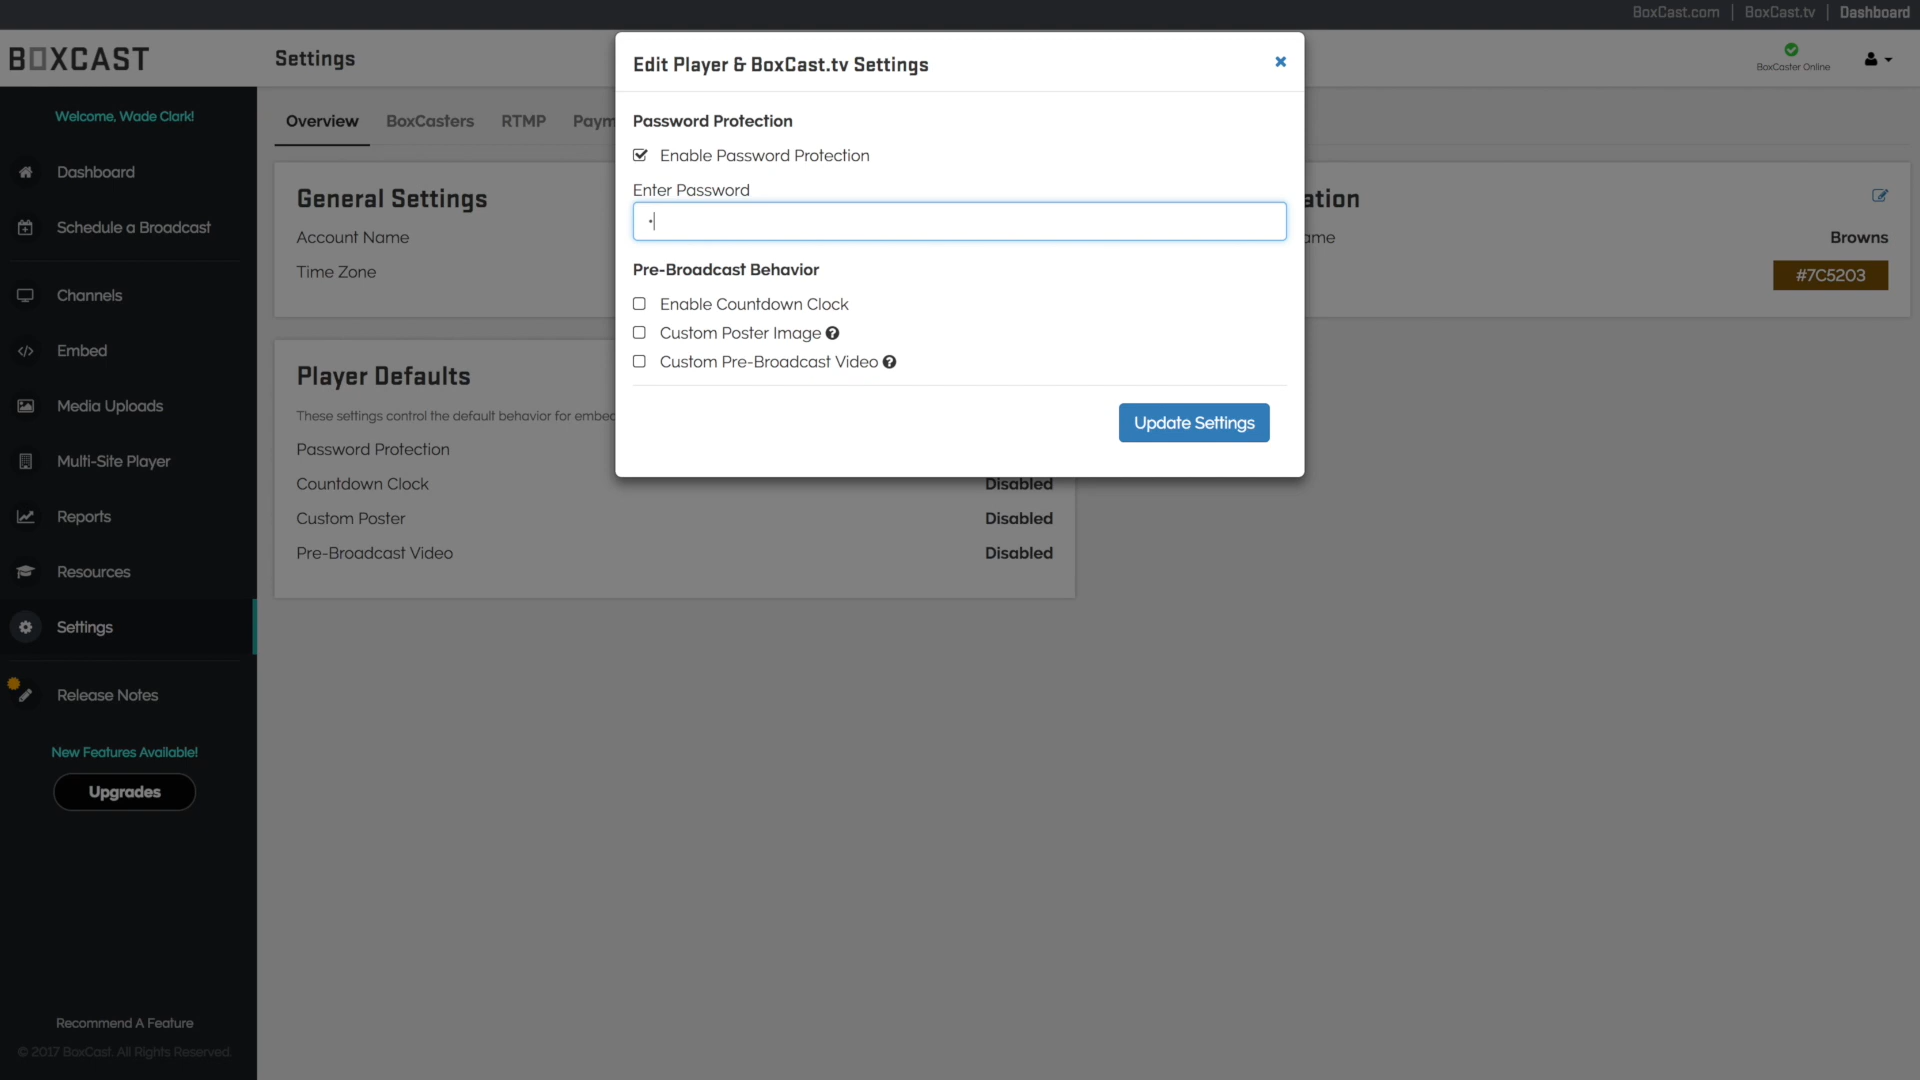 BoxCast.com | BoxCast.tv | Dashboard
BOXCAST
Settings
BoxCaster Online
Welcome, Wade Clark!
Dashboard
Schedule a Broadcast
Channels
Embed
Media Uploads
Multi-Site Player
Reports
Resources
Settings
Release Notes
New Features Available!
Upgrades
Recommend A Feature
© 2017 BoxCast. All Rights Reserved.
Overview BoxCasters RTMP Paym
General Settings
Account Name
Time Zone
Player Defaults
These settings control the default behavior for embed
Password Protection
Countdown Clock Disabled
Custom Poster Disabled
Pre-Broadcast Video Disabled
Edit Player & BoxCast.tv Settings
Password Protection
Enable Password Protection
Enter Password
Pre-Broadcast Behavior
Enable Countdown Clock
Custom Poster Image
Custom Pre-Broadcast Video
Update Settings
ation
ame Browns
#7C5203